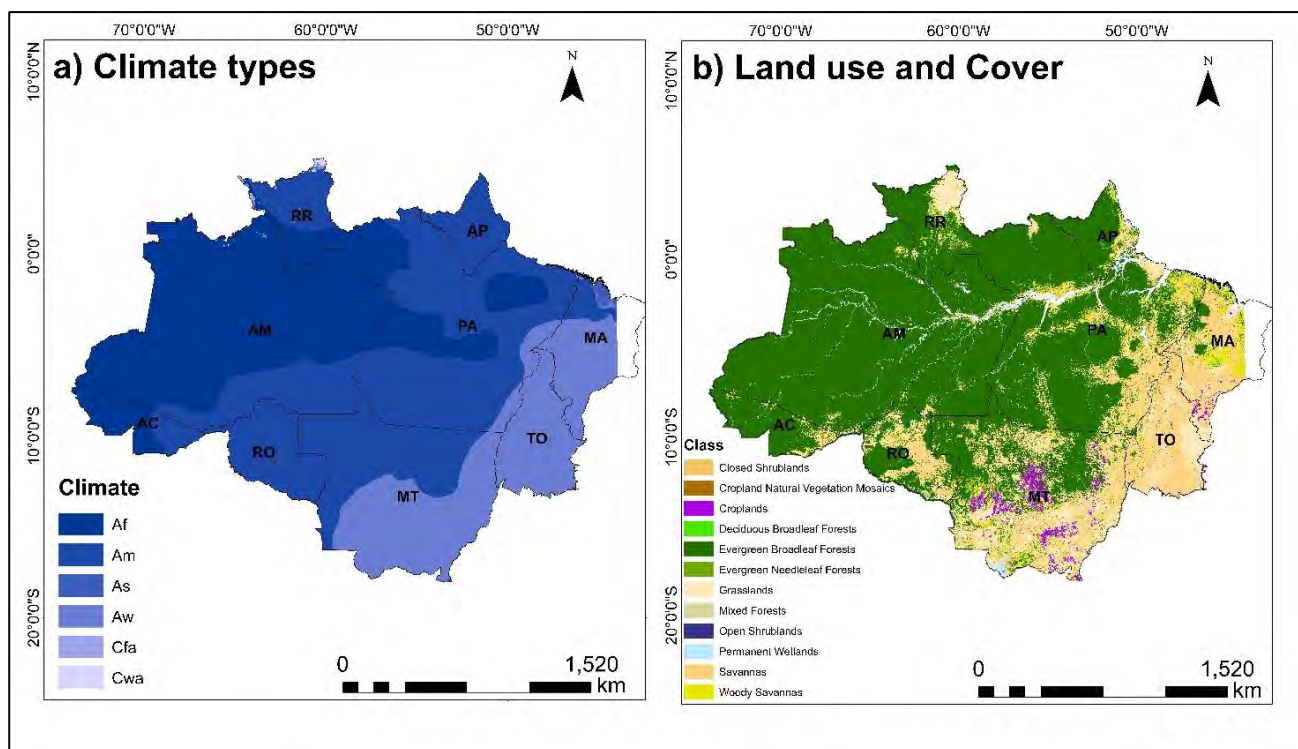 70°0'0"W 60°0'0"W 50°0'0"W
a) Climate types
N
10°0'0"N
0°0'0"
10°0'0"S
20°0'0"S
RR
AP
AM
PA
MA
AC
RO
TO
MT
Climate
Af
Am
As
Aw
Cfa
Cwa
0 1,520
km
70°0'0"W 60°0'0"W 50°0'0"W
b) Land use and Cover
N
10°0'0"N
0°0'0"
10°0'0"S
20°0'0"S
RR
AP
AM
PA
MA
AC
RO
TO
MT
Class
Closed Shrublands
Cropland Natural Vegetation Mosaics
Croplands
Deciduous Broadleaf Forests
Evergreen Broadleaf Forests
Evergreen Needleleaf Forests
Grasslands
Mixed Forests
Open Shrublands
Permanent Wetlands
Savannas
Woody Savannas
0 1,520
km